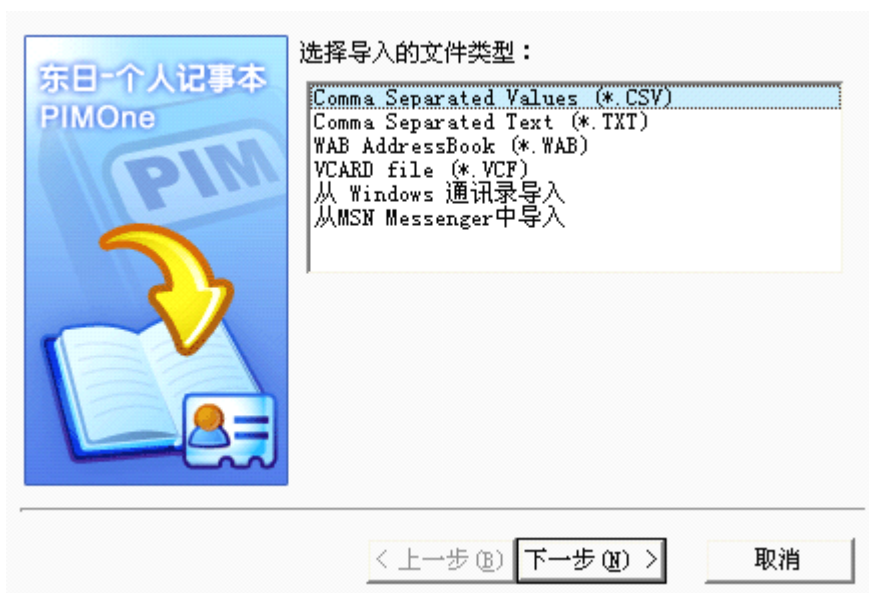 东日-个人记事本
PIMOne
PIM
选择导入的文件类型：
Comma Separated Values (*.CSV)
Comma Separated Text (*.TXT)
WAB AddressBook (*.WAB)
VCARD file (*.VCF)
从 Windows 通讯录导入
从MSN Messenger中导入
< 上一步(B)
下一步(N) >
取消